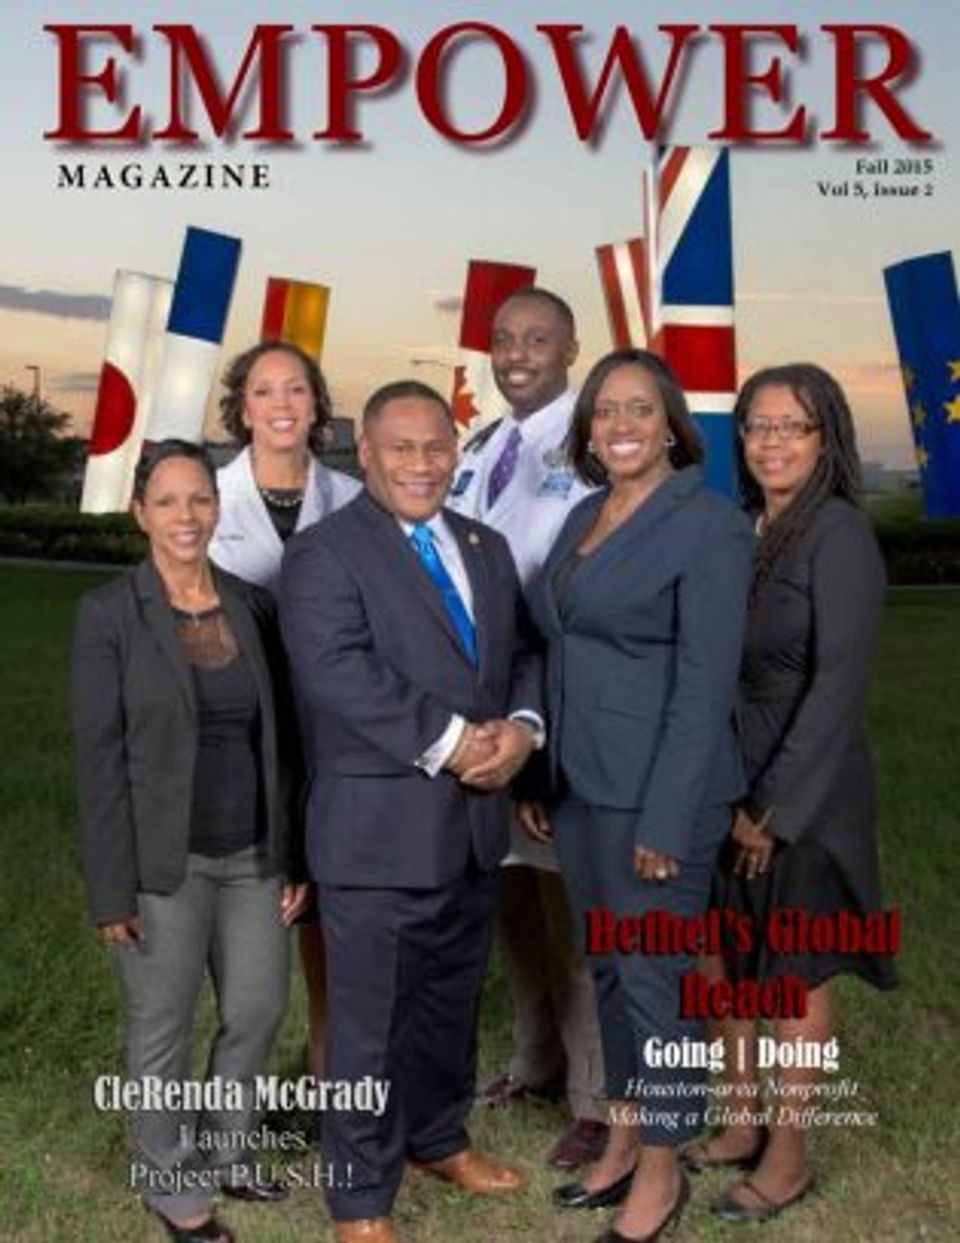 EMPOWER
MAGAZINE
Fall 2015
Vol 5, issue 2
Bethel's Global
Reach
Going | Doing
Houston-area Nonprofit
Making a Global Difference
CleRenda McGrady
Launches
Project P.U.S.H.!